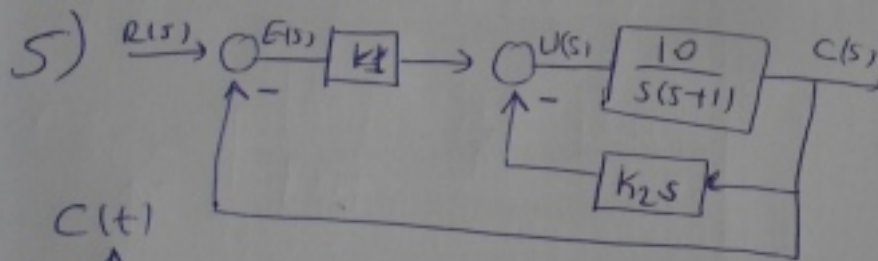 5) R(s) E(s) K1 U(s) 10 C(s)
s(s+1)
- -
K₂s
C(t)